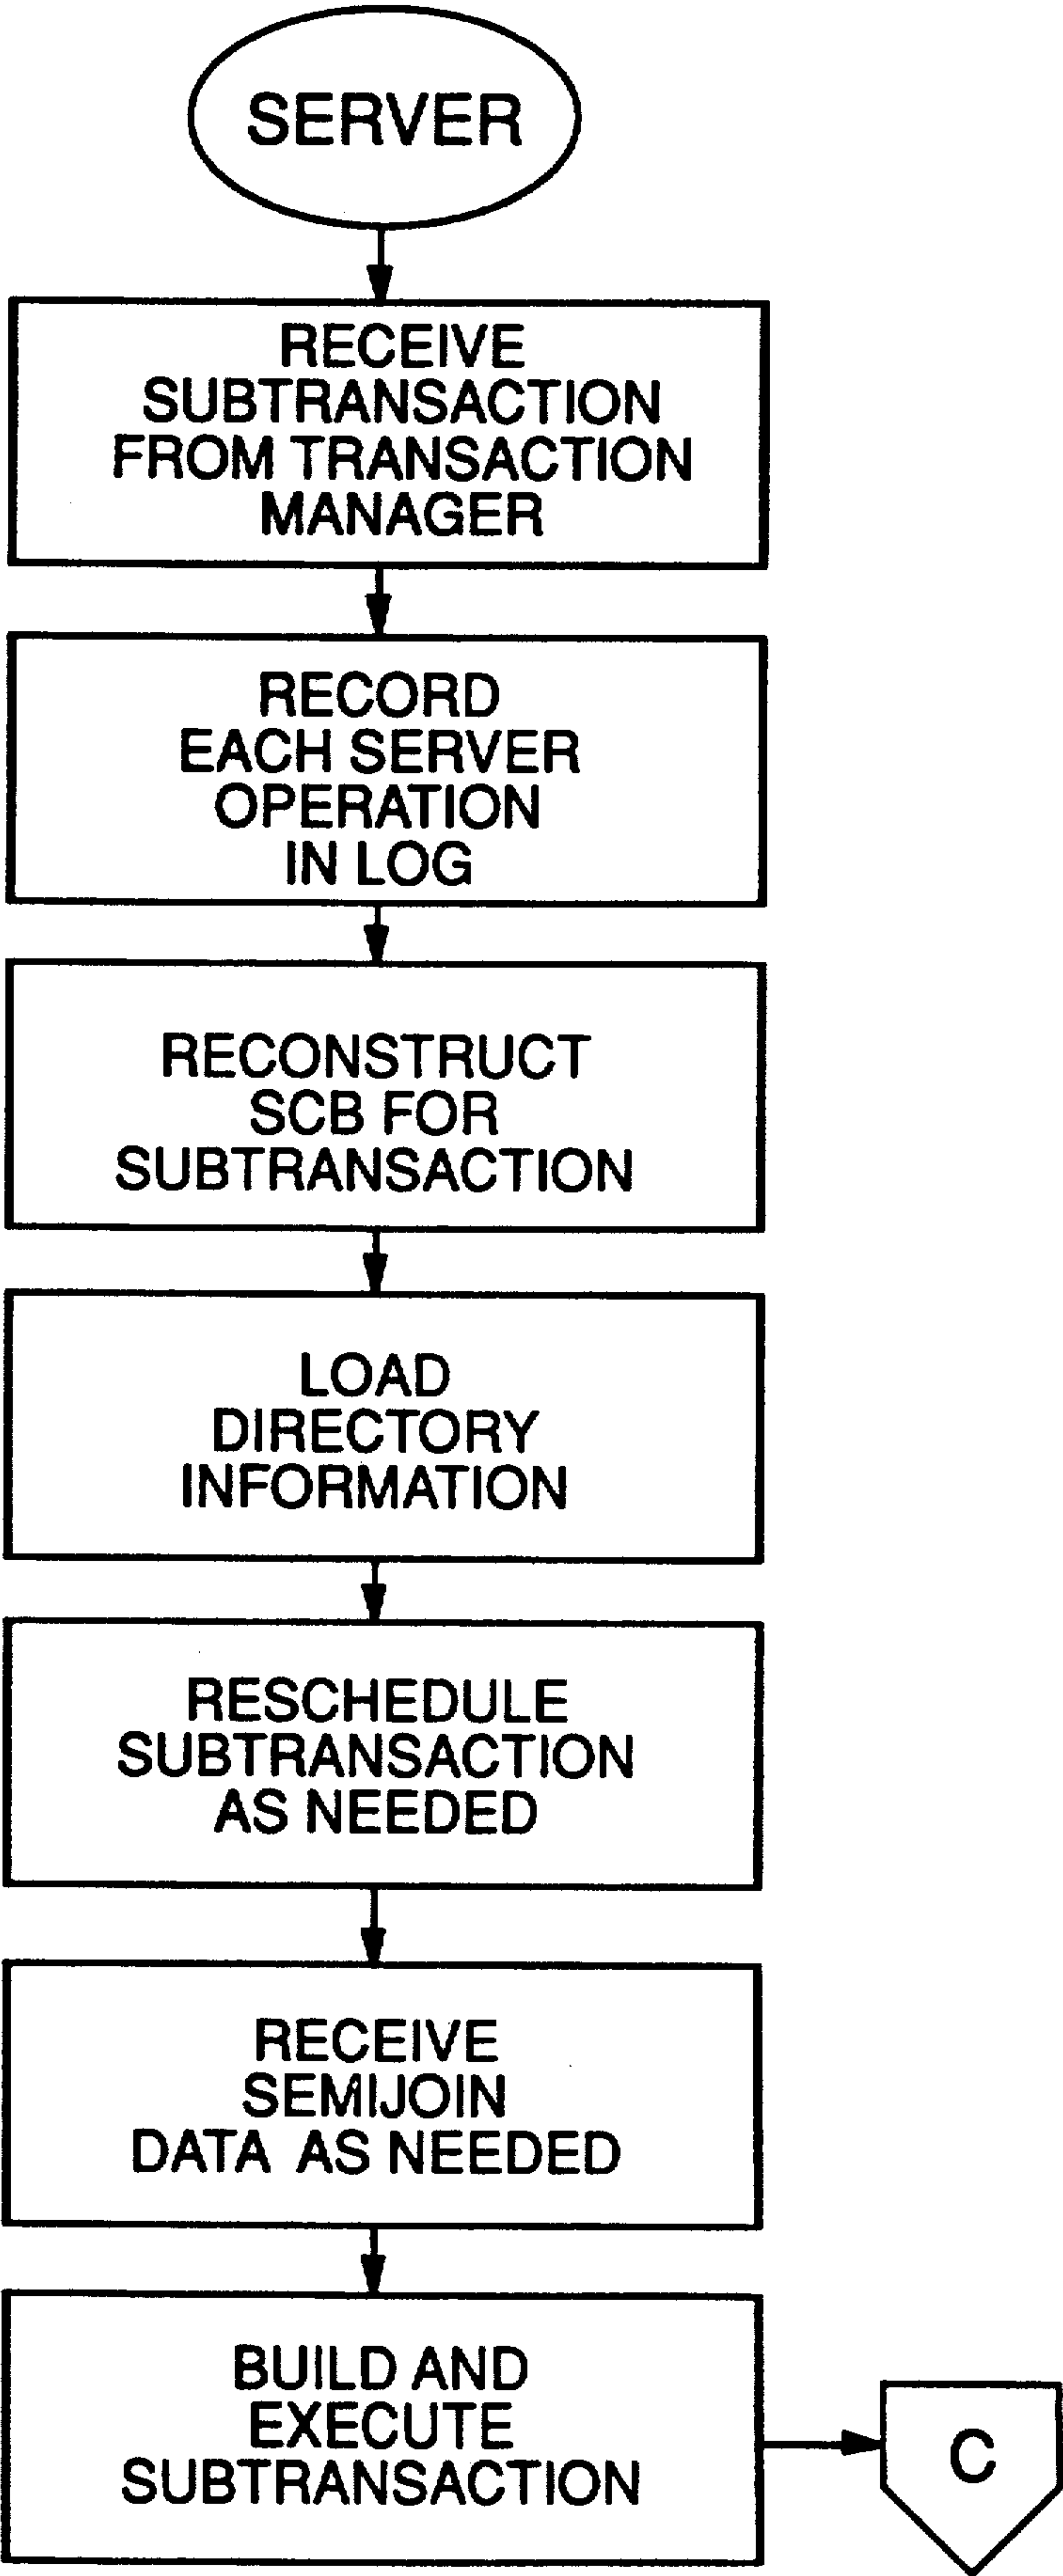 SERVER
RECEIVE
SUBTRANSACTION
FROM TRANSACTION
MANAGER
RECORD
EACH SERVER
OPERATION
IN LOG
RECONSTRUCT
SCB FOR
SUBTRANSACTION
LOAD
DIRECTORY
INFORMATION
RESCHEDULE
SUBTRANSACTION
AS NEEDED
RECEIVE
SEMIJOIN
DATA AS NEEDED
BUILD AND
EXECUTE
SUBTRANSACTION
C